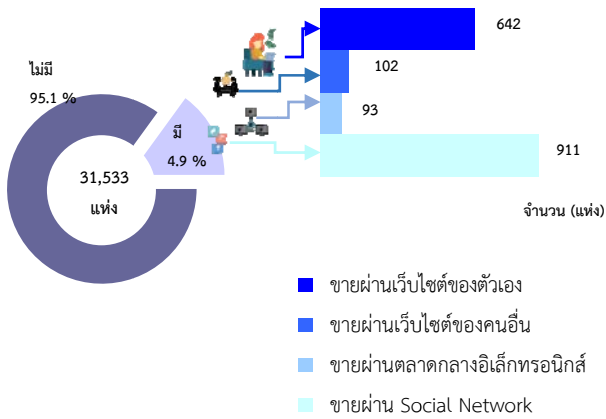 642
ไม่มี
95.1 %
102
93
มี
4.9 %
911
31,533
แห่ง
จำนวน (แห่ง)
ขายผ่านเว็บไซต์ของตัวเอง
ขายผ่านเว็บไซต์ของคนอื่น
ขายผ่านตลาดกลางอิเล็กทรอนิกส์
ขายผ่าน Social Network